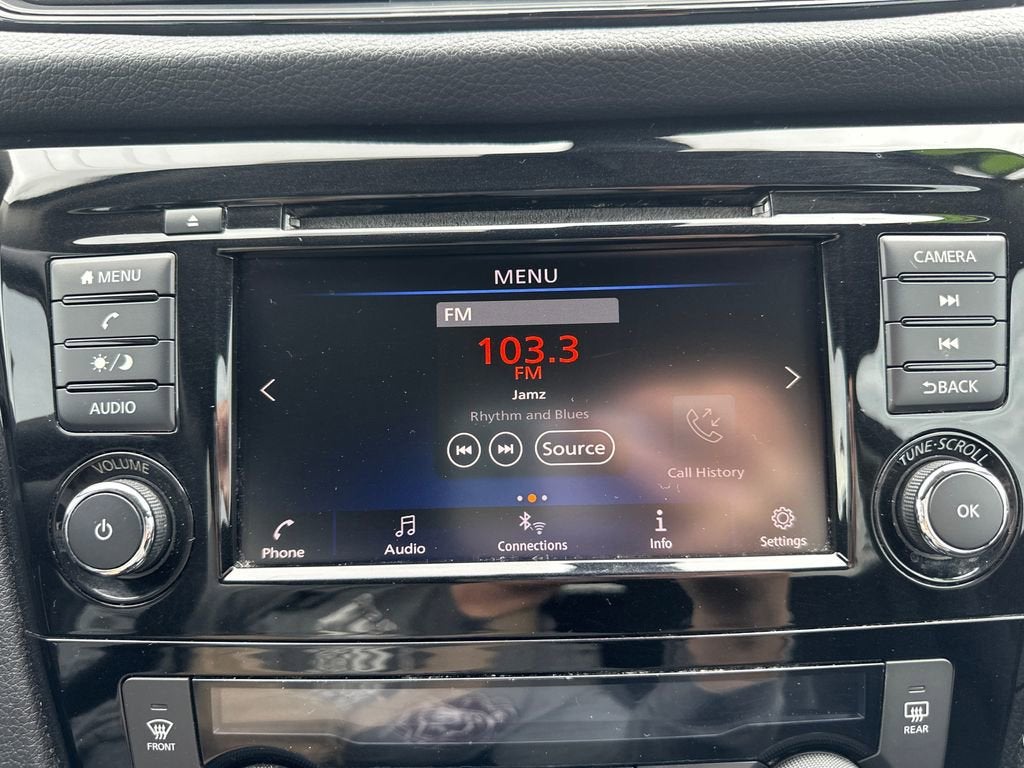 MENU
AUDIO
VOLUME
MENU
FM
103.3
FM
Jamz
Rhythm and Blues
Source
Call History
Phone
Audio
Connections
Info
Settings
CAMERA
BACK
TUNE·SCROLL
OK
FRONT
REAR